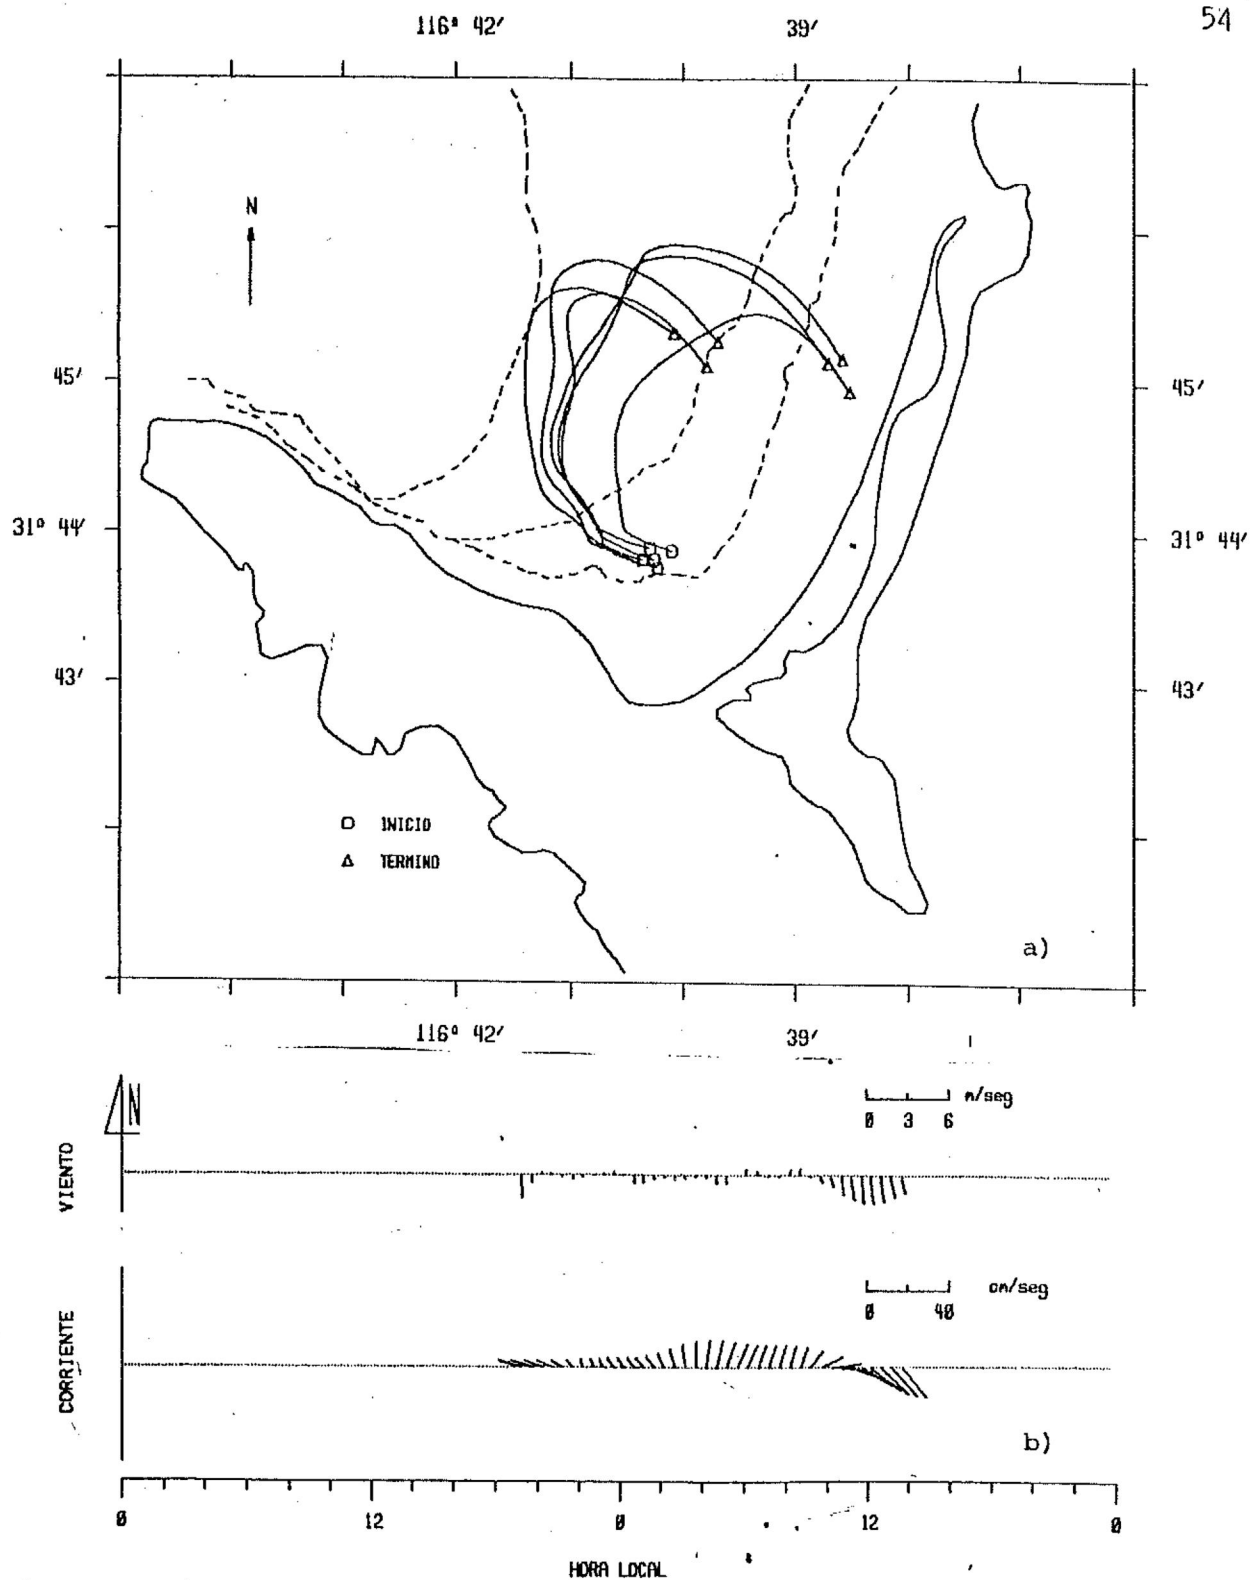 54
116° 42′ 39′
N
45′ 45′
31° 44′ 31° 44′
43′ 43′
INICIO
TERMINO
a)
116° 42′ 39′
N
m/seg
0 3 6
VIENTO
cm/seg
0 40
CORRIENTE
b)
0 12 0 12 0
HORA LOCAL